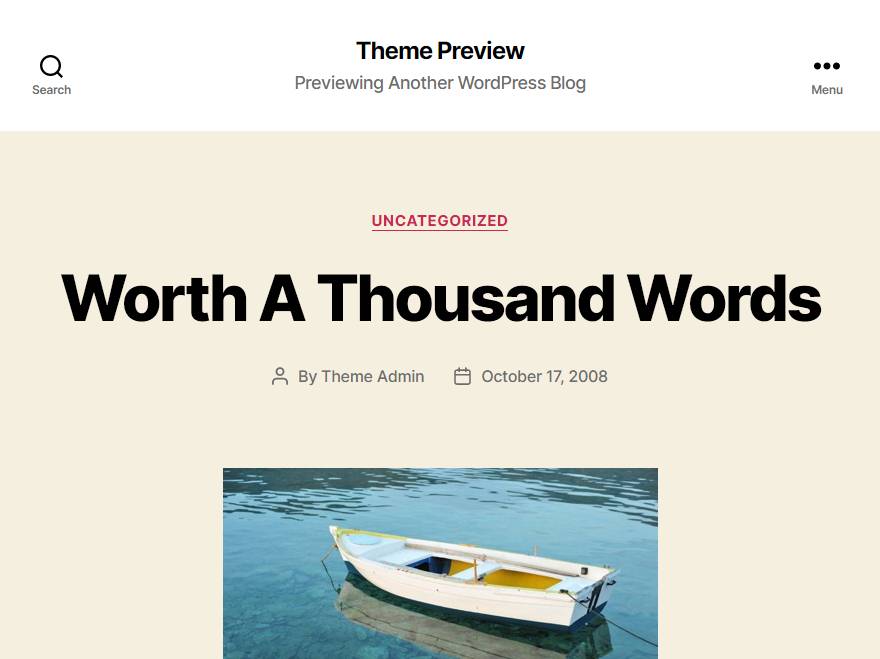 Theme Preview
Previewing Another WordPress Blog
Search
Menu
UNCATEGORIZED
Worth A Thousand Words
By Theme Admin
October 17, 2008